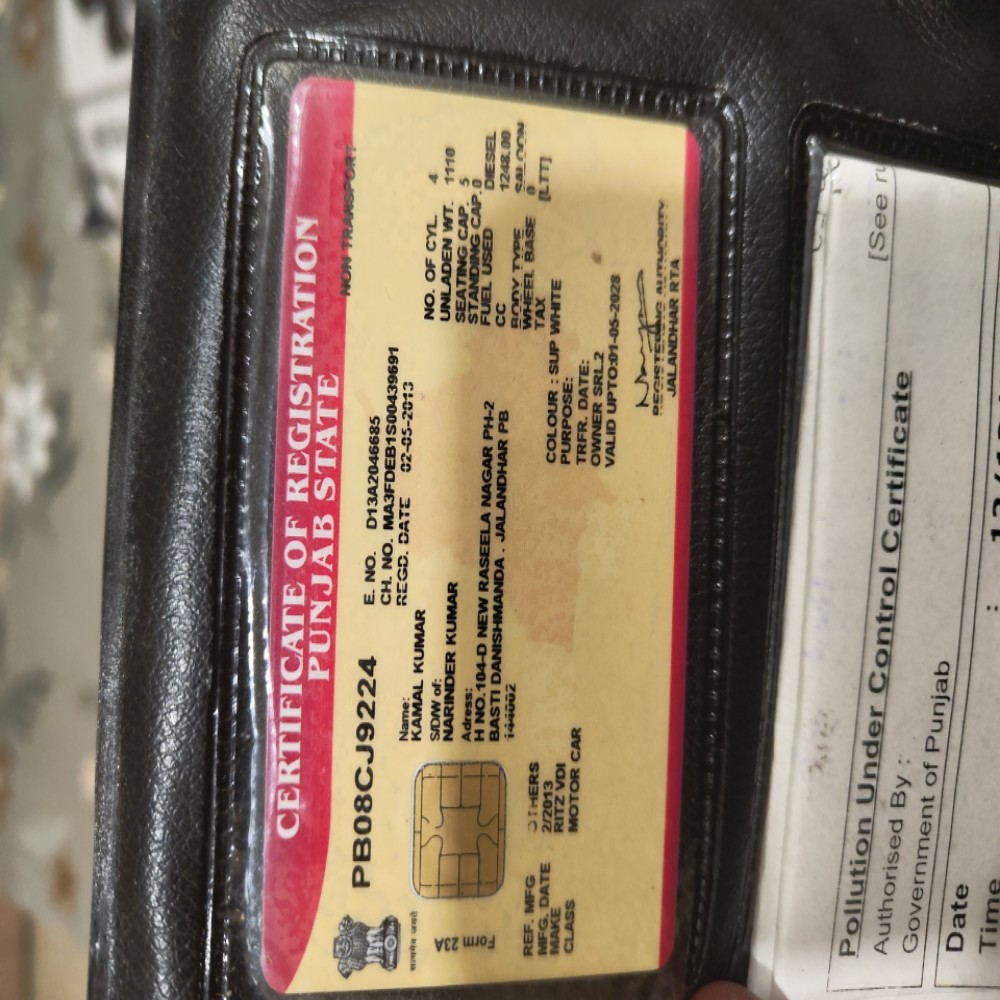 CERTIFICATE OF REGISTRATION
PUNJAB STATE
NON TRANSPORT
सत्यमेव जयते
Form 23A
PB08CJ9224
E. NO. D13A2046685
CH. NO. MA3FDEB1S00439691
REGD. DATE 02-05-2013
Name:
KAMAL KUMAR
S/D/W of:
NARINDER KUMAR
Adress:
H NO.104-D NEW RASEELA NAGAR PH-2
BASTI DANISHMANDA . JALANDHAR PB
144002
NO. OF CYL. 4
UNLADEN WT. 1110
SEATING CAP. 5
STANDING CAP. 0
FUEL USED DIESEL
CC 1248.00
BODY TYPE SALOON
WHEEL BASE 0
TAX [LTT]
REF. MFG OTHERS
MFG. DATE 2/2013
MAKE RITZ VDI
CLASS MOTOR CAR
COLOUR : SUP WHITE
PURPOSE:
TRFR. DATE:
OWNER SRL.2
VALID UPTO:01-05-2028
REGISTERING AUTHORITY
JALANDHAR RTA
[See ru
Pollution Under Control Certificate
Authorised By :
Government of Punjab
Date :
Time